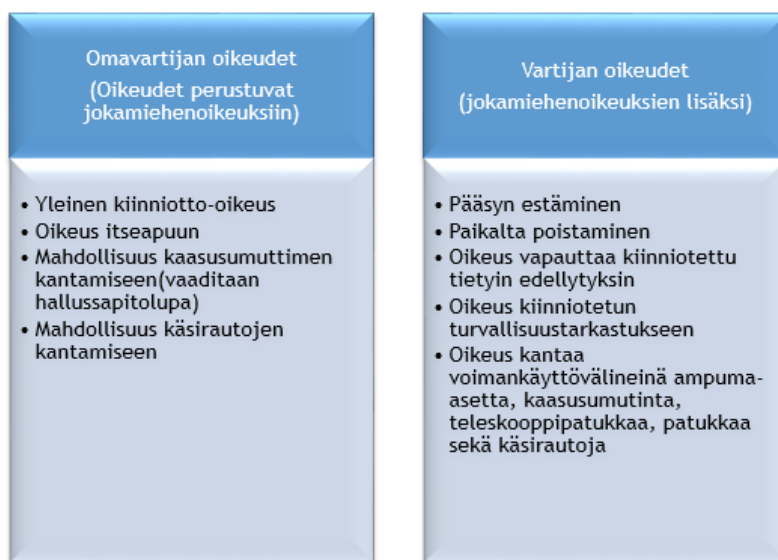 Omavartijan oikeudet
(Oikeudet perustuvat
jokamiehenoikeuksiin)
• Yleinen kiinniotto-oikeus
• Oikeus itseapuun
• Mahdollisuus kaasusumuttimen
kantamiseen(vaaditaan
hallussapitolupa)
• Mahdollisuus käsirautojen
kantamiseen
Vartijan oikeudet
(jokamiehenoikeuksien lisäksi)
• Pääsyn estäminen
• Paikalta poistaminen
• Oikeus vapauttaa kiinniotettu
tietyin edellytyksin
• Oikeus kiinniotetun
turvallisuustarkastukseen
• Oikeus kantaa
voimankäyttövälineinä ampuma-
asetta, kaasusumutinta,
teleskooppipatukkaa, patukkaa
sekä käsirautoja